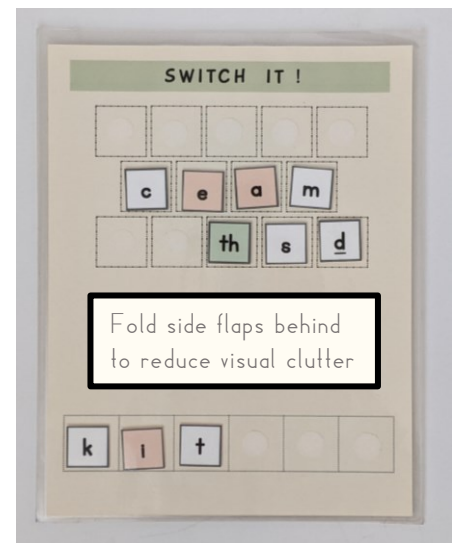 SWITCH IT !
c e a m
th s d
Fold side flaps behind
to reduce visual clutter
k i t